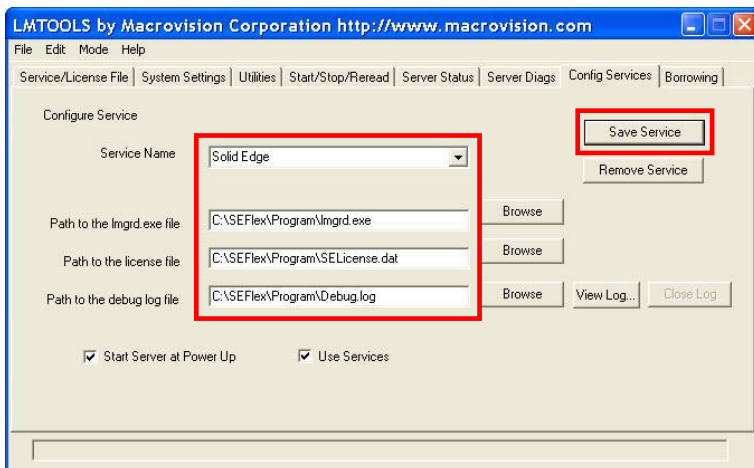 LMTOOLS by Macrovision Corporation http://www.macrovision.com
File Edit Mode Help
Service/License File System Settings Utilities Start/Stop/Reread Server Status Server Diags Config Services Borrowing
Configure Service
Save Service
Service Name Solid Edge
Remove Service
Path to the lmgrd.exe file C:\SEFlex\Program\lmgrd.exe Browse
Path to the license file C:\SEFlex\Program\SELicense.dat Browse
Path to the debug log file C:\SEFlex\Program\Debug.log Browse View Log... Close Log
Start Server at Power Up Use Services